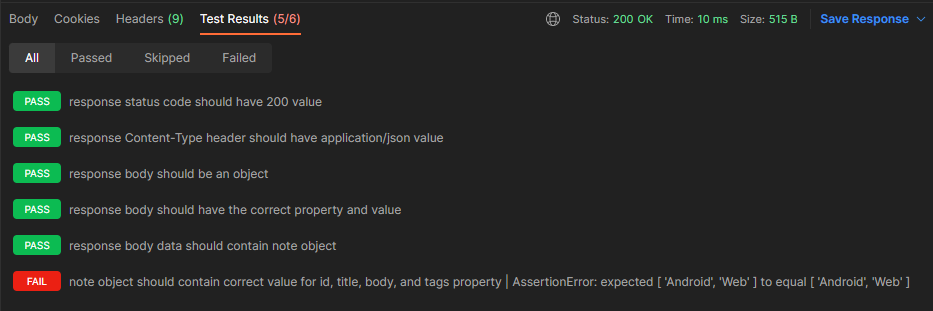 Body Cookies Headers (9) Test Results (5/6) Status: 200 OK Time: 10 ms Size: 515 B Save Response
All Passed Skipped Failed
PASS response status code should have 200 value
PASS response Content-Type header should have application/json value
PASS response body should be an object
PASS response body should have the correct property and value
PASS response body data should contain note object
FAIL note object should contain correct value for id, title, body, and tags property | AssertionError: expected [ 'Android', 'Web' ] to equal [ 'Android', 'Web' ]